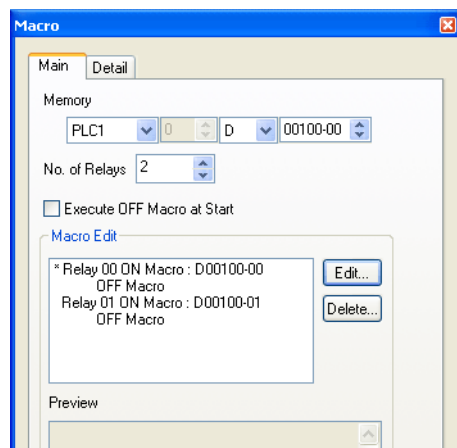 Macro
Main Detail
Memory
PLC1 0 D 00100-00
No. of Relays 2
Execute OFF Macro at Start
Macro Edit
* Relay 00 ON Macro : D00100-00
OFF Macro
Relay 01 ON Macro : D00100-01
OFF Macro
Edit...
Delete...
Preview